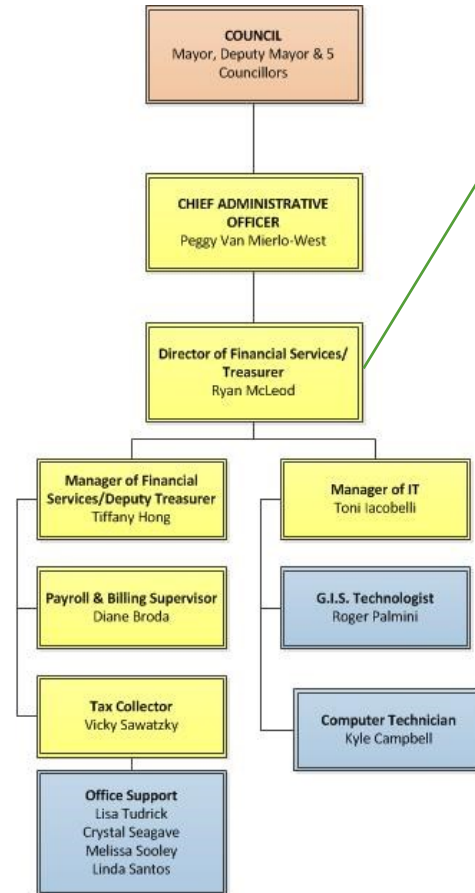 COUNCIL
Mayor, Deputy Mayor & 5
Councillors
CHIEF ADMINISTRATIVE
OFFICER
Peggy Van Mierlo-West
Director of Financial Services/
Treasurer
Ryan McLeod
Manager of Financial
Services/Deputy Treasurer
Tiffany Hong
Manager of IT
Toni Iacobelli
Payroll & Billing Supervisor
Diane Broda
G.I.S. Technologist
Roger Palmini
Tax Collector
Vicky Sawatzky
Computer Technician
Kyle Campbell
Office Support
Lisa Tudrick
Crystal Seagave
Melissa Sooley
Linda Santos